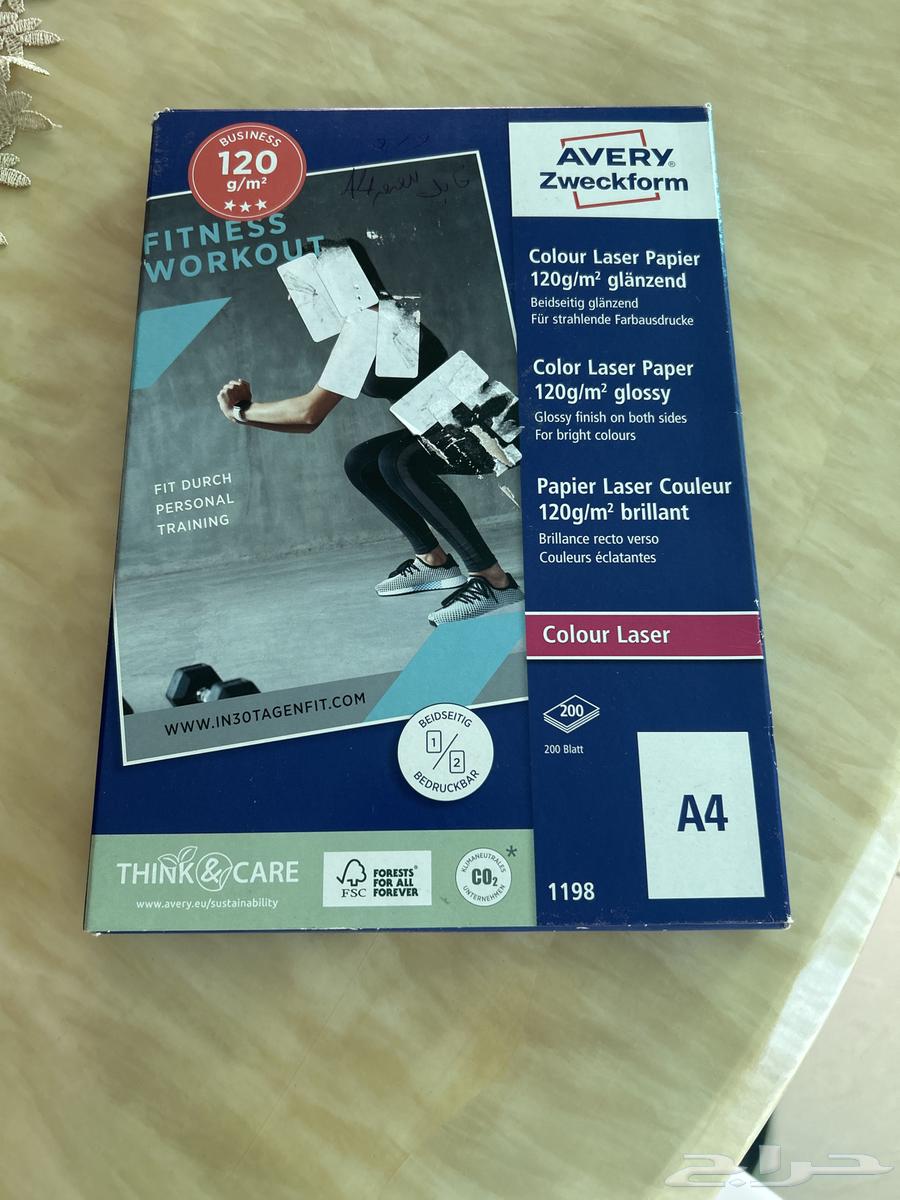 BUSINESS
120
g/m²
FITNESS
WORKOUT
FIT DURCH
PERSONAL
TRAINING
WWW.IN30TAGENFIT.COM
BEIDSEITIG
1/2
BEDRUCKBAR
THINK & CARE
www.avery.eu/sustainability
FSC
FORESTS®
FOR ALL
FOREVER
KLIMANEUTRALES
CO₂
UNTERNEHMEN
*
AVERY®
Zweckform
Colour Laser Papier
120g/m² glänzend
Beidseitig glänzend
Für strahlende Farbausdrucke
Color Laser Paper
120g/m² glossy
Glossy finish on both sides
For bright colours
Papier Laser Couleur
120g/m² brillant
Brillance recto verso
Couleurs éclatantes
Colour Laser
200
200 Blatt
A4
1198
حراج